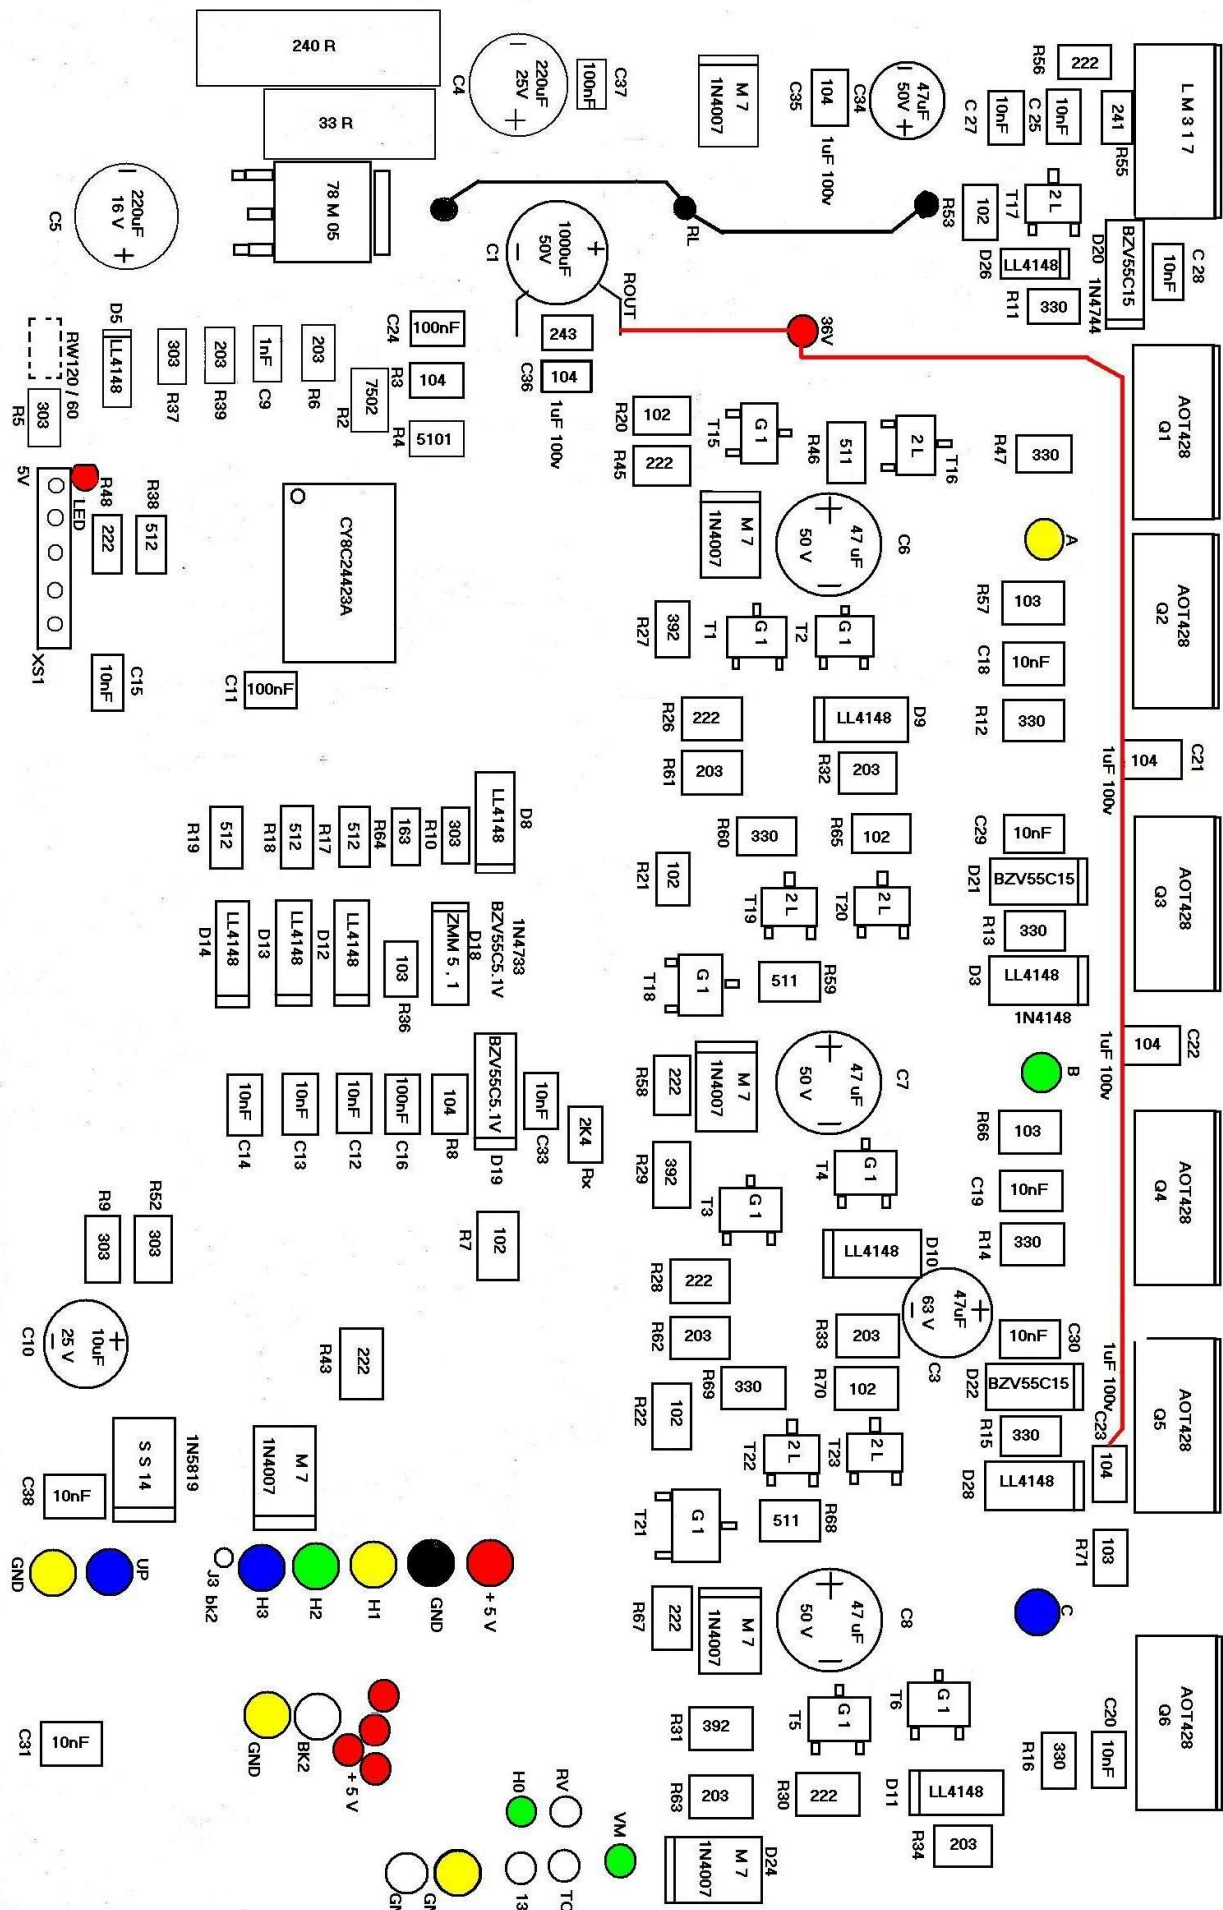 240 R
33 R
78 M 05
C4
220uF
25V
C37
100nF
M 7
1N4007
C35
104
1uF 100v
C34
47uF
50V
R56
222
C 27
10nF
C 25
10nF
241
R55
L M 3 1 7
C5
220uF
16 V
C1
1000uF
50V
RL
ROUT
R53
102
T17
2 L
D26
LL4148
R11
330
D20
BZV55C15
1N4744
C 28
10nF
RW120 / 60
R5
303
D5
LL4148
303
R37
203
R39
1nF
C9
203
R6
R2
7502
C24
100nF
R3
104
R4
5101
243
C36
104
1uF 100v
36V
R20
102
R45
222
T15
G 1
R46
511
2 L
T16
R47
330
AOT428
Q1
5V
LED
R48
222
R38
512
XS1
CY8C24423A
M 7
1N4007
47 uF
50 V
C6
A
R57
103
AOT428
Q2
C15
10nF
C11
100nF
R27
392
T1
G 1
T2
G 1
C18
10nF
R26
222
LL4148
D9
R12
330
R61
203
R32
203
1uF 100v
104
C21
R19
512
R18
512
R17
512
R64
163
R10
303
LL4148
D8
R60
330
R65
102
C29
10nF
AOT428
Q3
D14
LL4148
D13
LL4148
D12
LL4148
103
R36
ZMM 5 , 1
D18
BZV55C5.1V
1N4733
R21
102
T19
2 L
T20
2 L
D21
BZV55C15
R13
330
T18
G 1
511
R59
D3
LL4148
1N4148
1uF 100v
104
C22
10nF
C14
10nF
C13
10nF
C12
100nF
C16
104
R8
BZV55C5.1V
D19
10nF
C33
2K4
Rx
R58
222
M 7
1N4007
47 uF
50 V
C7
B
R66
103
AOT428
Q4
R29
392
T3
G 1
T4
G 1
C19
10nF
R9
303
R52
303
R7
102
R28
222
LL4148
D10
R14
330
C10
10uF
25 V
R43
222
R62
203
R33
203
47uF
63 V
C3
10nF
C30
1uF 100v
AOT428
Q5
R69
330
R70
102
D22
BZV55C15
R22
102
T22
2 L
T23
2 L
R15
330
C23
104
C38
10nF
S S 14
1N5819
M 7
1N4007
T21
G 1
511
R68
D28
LL4148
R71
103
GND
UP
J3 bk2
H3
H2
H1
GND
+ 5 V
R67
222
M 7
1N4007
47 uF
50 V
C8
C
C31
10nF
GND
BK2
+ 5 V
R31
392
T5
G 1
T6
G 1
R16
330
C20
10nF
AOT428
Q6
H0
RV
VM
R63
203
R30
222
D11
LL4148
R34
203
13
M 7
1N4007
D24